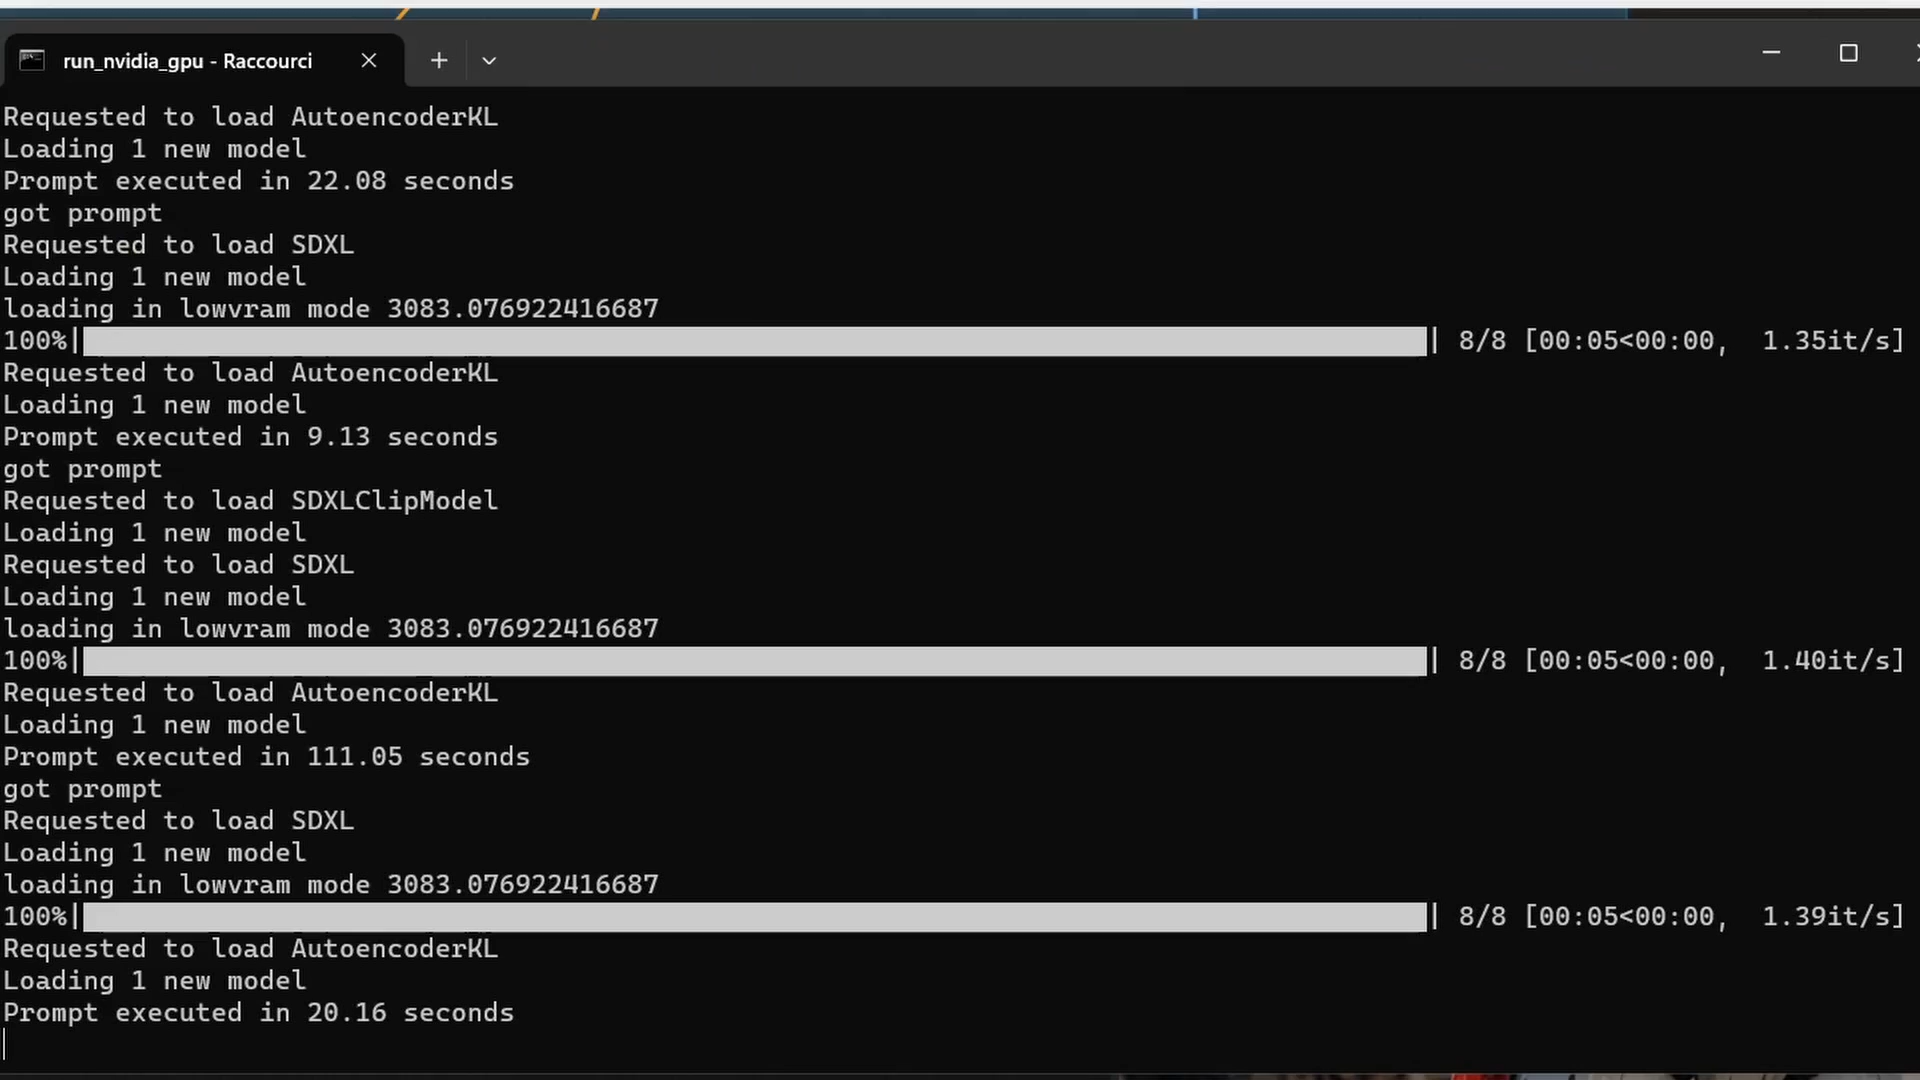 run_nvidia_gpu - Raccourci
Requested to load AutoencoderKL
Loading 1 new model
Prompt executed in 22.08 seconds
got prompt
Requested to load SDXL
Loading 1 new model
loading in lowvram mode 3083.076922416687
100%| | 8/8 [00:05<00:00, 1.35it/s]
Requested to load AutoencoderKL
Loading 1 new model
Prompt executed in 9.13 seconds
got prompt
Requested to load SDXLClipModel
Loading 1 new model
Requested to load SDXL
Loading 1 new model
loading in lowvram mode 3083.076922416687
100%| | 8/8 [00:05<00:00, 1.40it/s]
Requested to load AutoencoderKL
Loading 1 new model
Prompt executed in 111.05 seconds
got prompt
Requested to load SDXL
Loading 1 new model
loading in lowvram mode 3083.076922416687
100%| | 8/8 [00:05<00:00, 1.39it/s]
Requested to load AutoencoderKL
Loading 1 new model
Prompt executed in 20.16 seconds